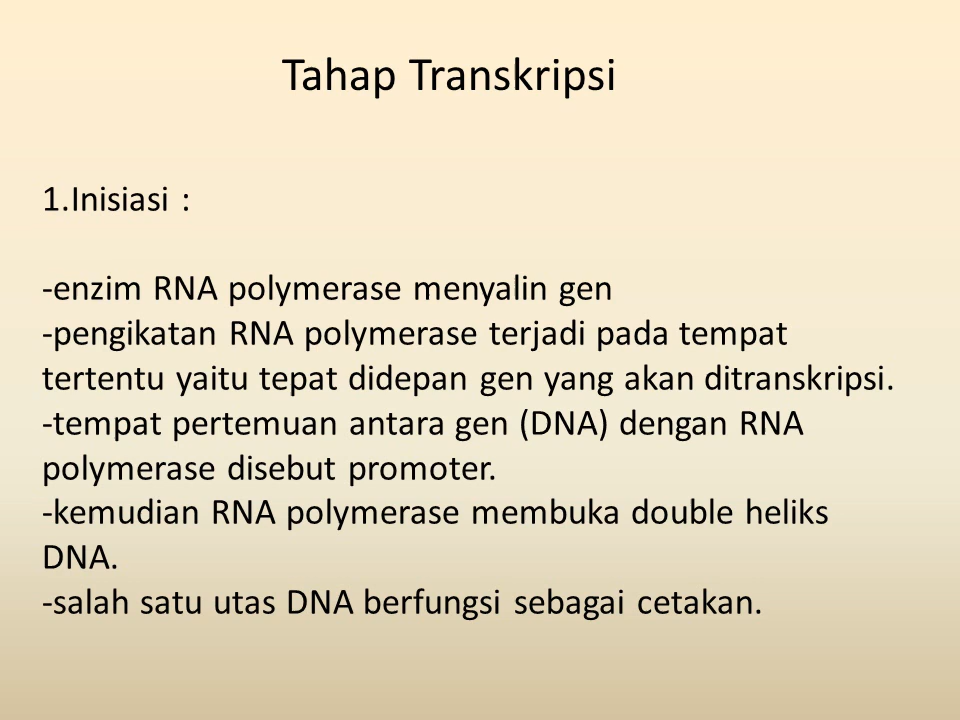 Tahap Transkripsi
1.Inisiasi :
-enzim RNA polymerase menyalin gen
-pengikatan RNA polymerase terjadi pada tempat
tertentu yaitu tepat didepan gen yang akan ditranskripsi.
-tempat pertemuan antara gen (DNA) dengan RNA
polymerase disebut promoter.
-kemudian RNA polymerase membuka double heliks
DNA.
-salah satu utas DNA berfungsi sebagai cetakan.